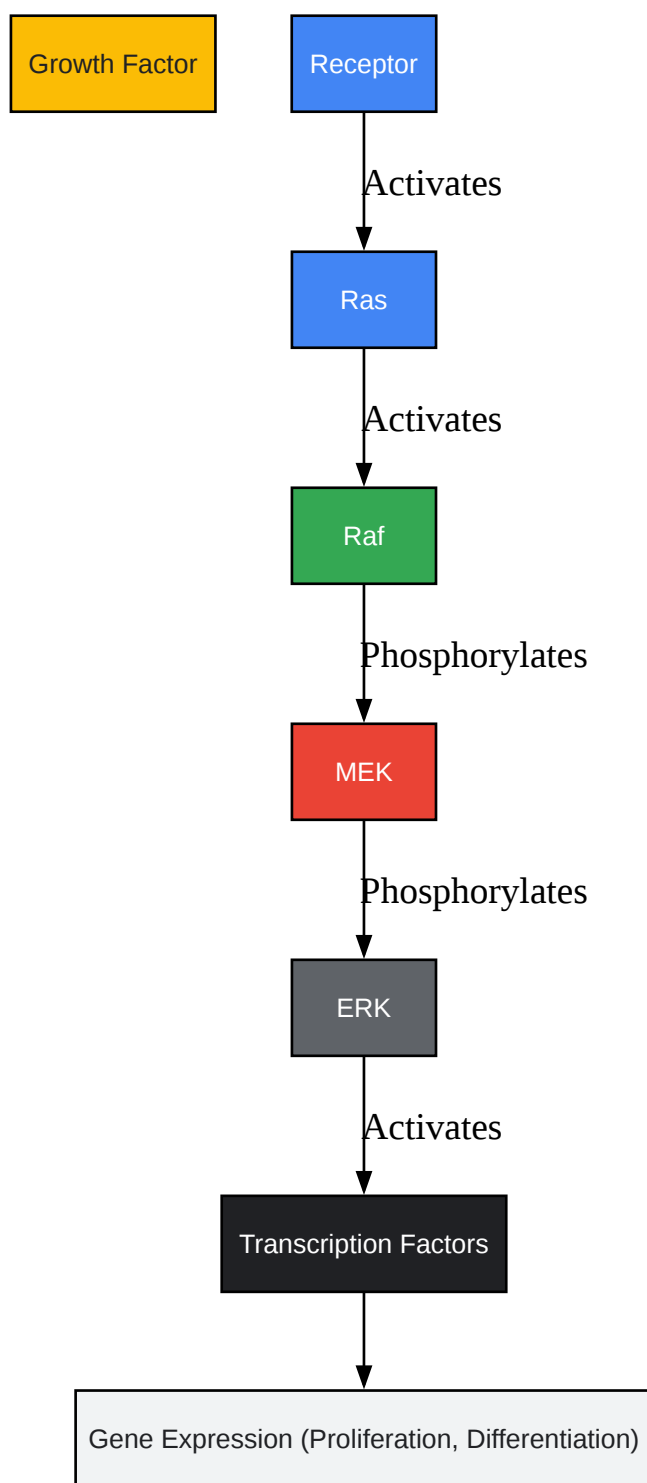 Growth Factor
Receptor
Activates
Ras
Activates
Raf
Phosphorylates
MEK
Phosphorylates
ERK
Activates
Transcription Factors
Gene Expression (Proliferation, Differentiation)